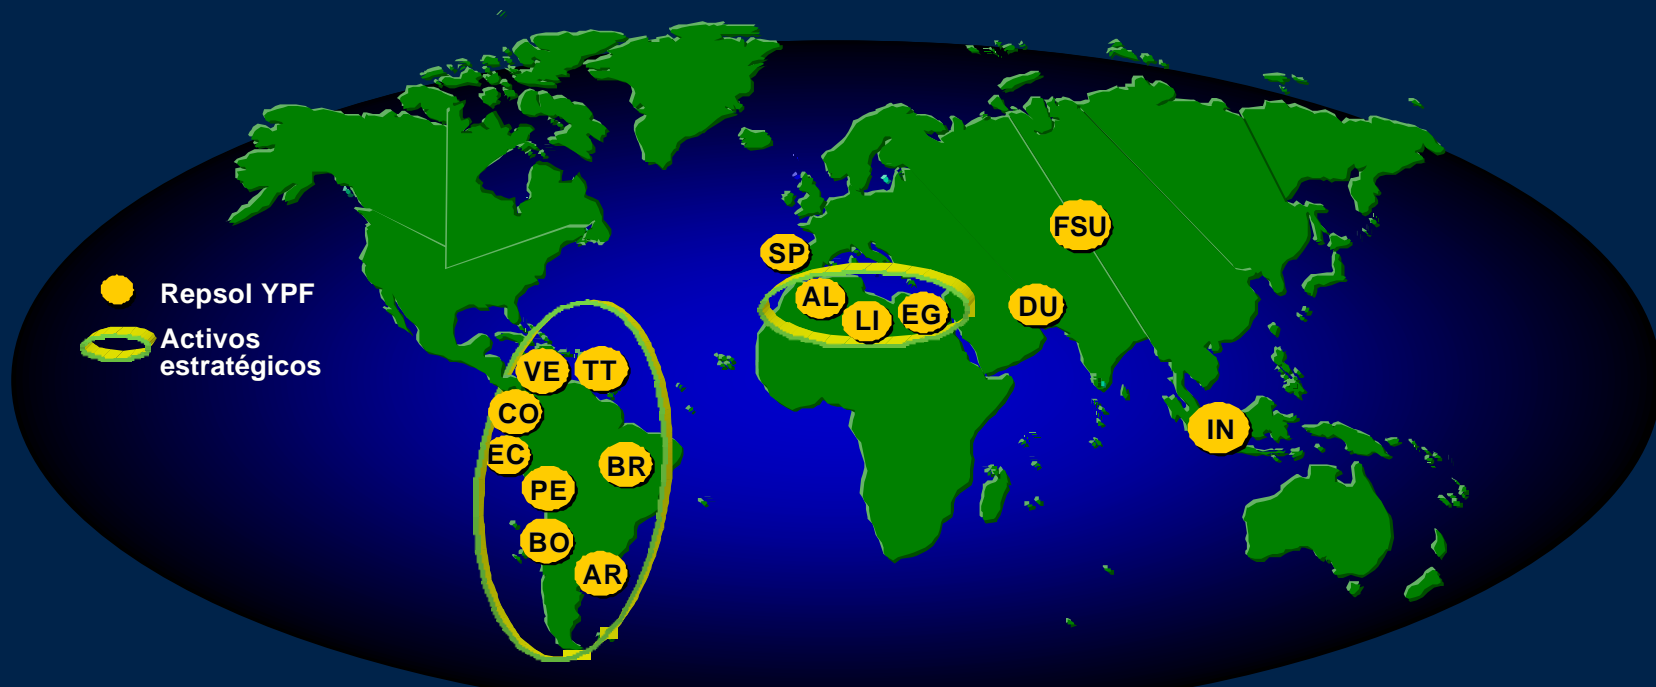 FSU
SP
Repsol YPF
AL
LI
EG
DU
Activos
estratégicos
VE
TT
CO
IN
EC
BR
PE
BO
AR